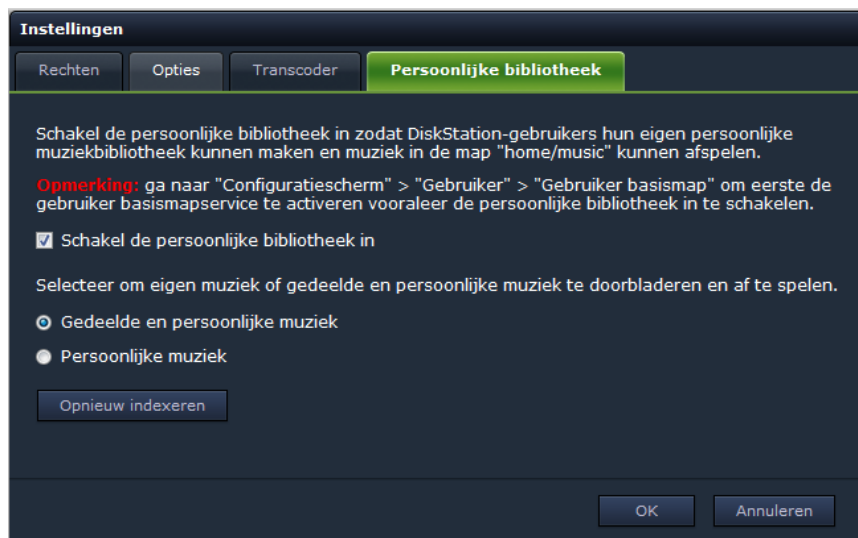 Instellingen
Rechten
Opties
Transcoder
Persoonlijke bibliotheek
Schakel de persoonlijke bibliotheek in zodat DiskStation-gebruikers hun eigen persoonlijke
muziekbibliotheek kunnen maken en muziek in de map "home/music" kunnen afspelen.
Opmerking: ga naar "Configuratiescherm" > "Gebruiker" > "Gebruiker basismap" om eerste de
gebruiker basismapservice te activeren vooraleer de persoonlijke bibliotheek in te schakelen.
Schakel de persoonlijke bibliotheek in
Selecteer om eigen muziek of gedeelde en persoonlijke muziek te doorbladeren en af te spelen.
Gedeelde en persoonlijke muziek
Persoonlijke muziek
Opnieuw indexeren
OK
Annuleren